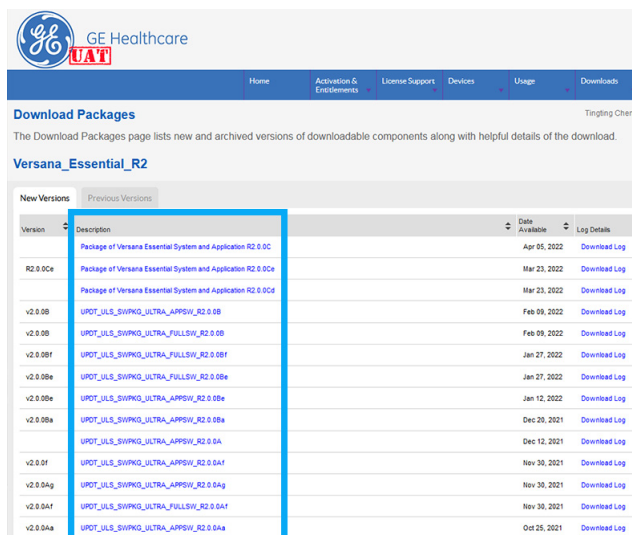 GE Healthcare
UAT
Home Activation & Entitlements License Support Devices Usage Downloads
Download Packages
Tingting Cher
The Download Packages page lists new and archived versions of downloadable components along with helpful details of the download.
Versana_Essential_R2
New Versions Previous Versions
Version Description Date Available Log Details
Package of Versana Essential System and Application R2.0.0C Apr 05, 2022 Download Log
R2.0.0Ce Package of Versana Essential System and Application R2.0.0Ce Mar 23, 2022 Download Log
Package of Versana Essential System and Application R2.0.0Cd Mar 23, 2022 Download Log
v2.0.0B UPDT_ULS_SWPKG_ULTRA_APPSW_R2.0.0B Feb 09, 2022 Download Log
v2.0.0B UPDT_ULS_SWPKG_ULTRA_FULLSW_R2.0.0B Feb 09, 2022 Download Log
v2.0.0Bf UPDT_ULS_SWPKG_ULTRA_FULLSW_R2.0.0Bf Jan 27, 2022 Download Log
v2.0.0Be UPDT_ULS_SWPKG_ULTRA_FULLSW_R2.0.0Be Jan 27, 2022 Download Log
v2.0.0Be UPDT_ULS_SWPKG_ULTRA_APPSW_R2.0.0Be Jan 12, 2022 Download Log
v2.0.0Ba UPDT_ULS_SWPKG_ULTRA_APPSW_R2.0.0Ba Dec 20, 2021 Download Log
UPDT_ULS_SWPKG_ULTRA_APPSW_R2.0.0A Dec 12, 2021 Download Log
v2.0.0f UPDT_ULS_SWPKG_ULTRA_APPSW_R2.0.0Af Nov 30, 2021 Download Log
v2.0.0Ag UPDT_ULS_SWPKG_ULTRA_APPSW_R2.0.0Ag Nov 30, 2021 Download Log
v2.0.0Af UPDT_ULS_SWPKG_ULTRA_FULLSW_R2.0.0Af Nov 30, 2021 Download Log
v2.0.0Aa UPDT_ULS_SWPKG_ULTRA_APPSW_R2.0.0Aa Oct 25, 2021 Download Log